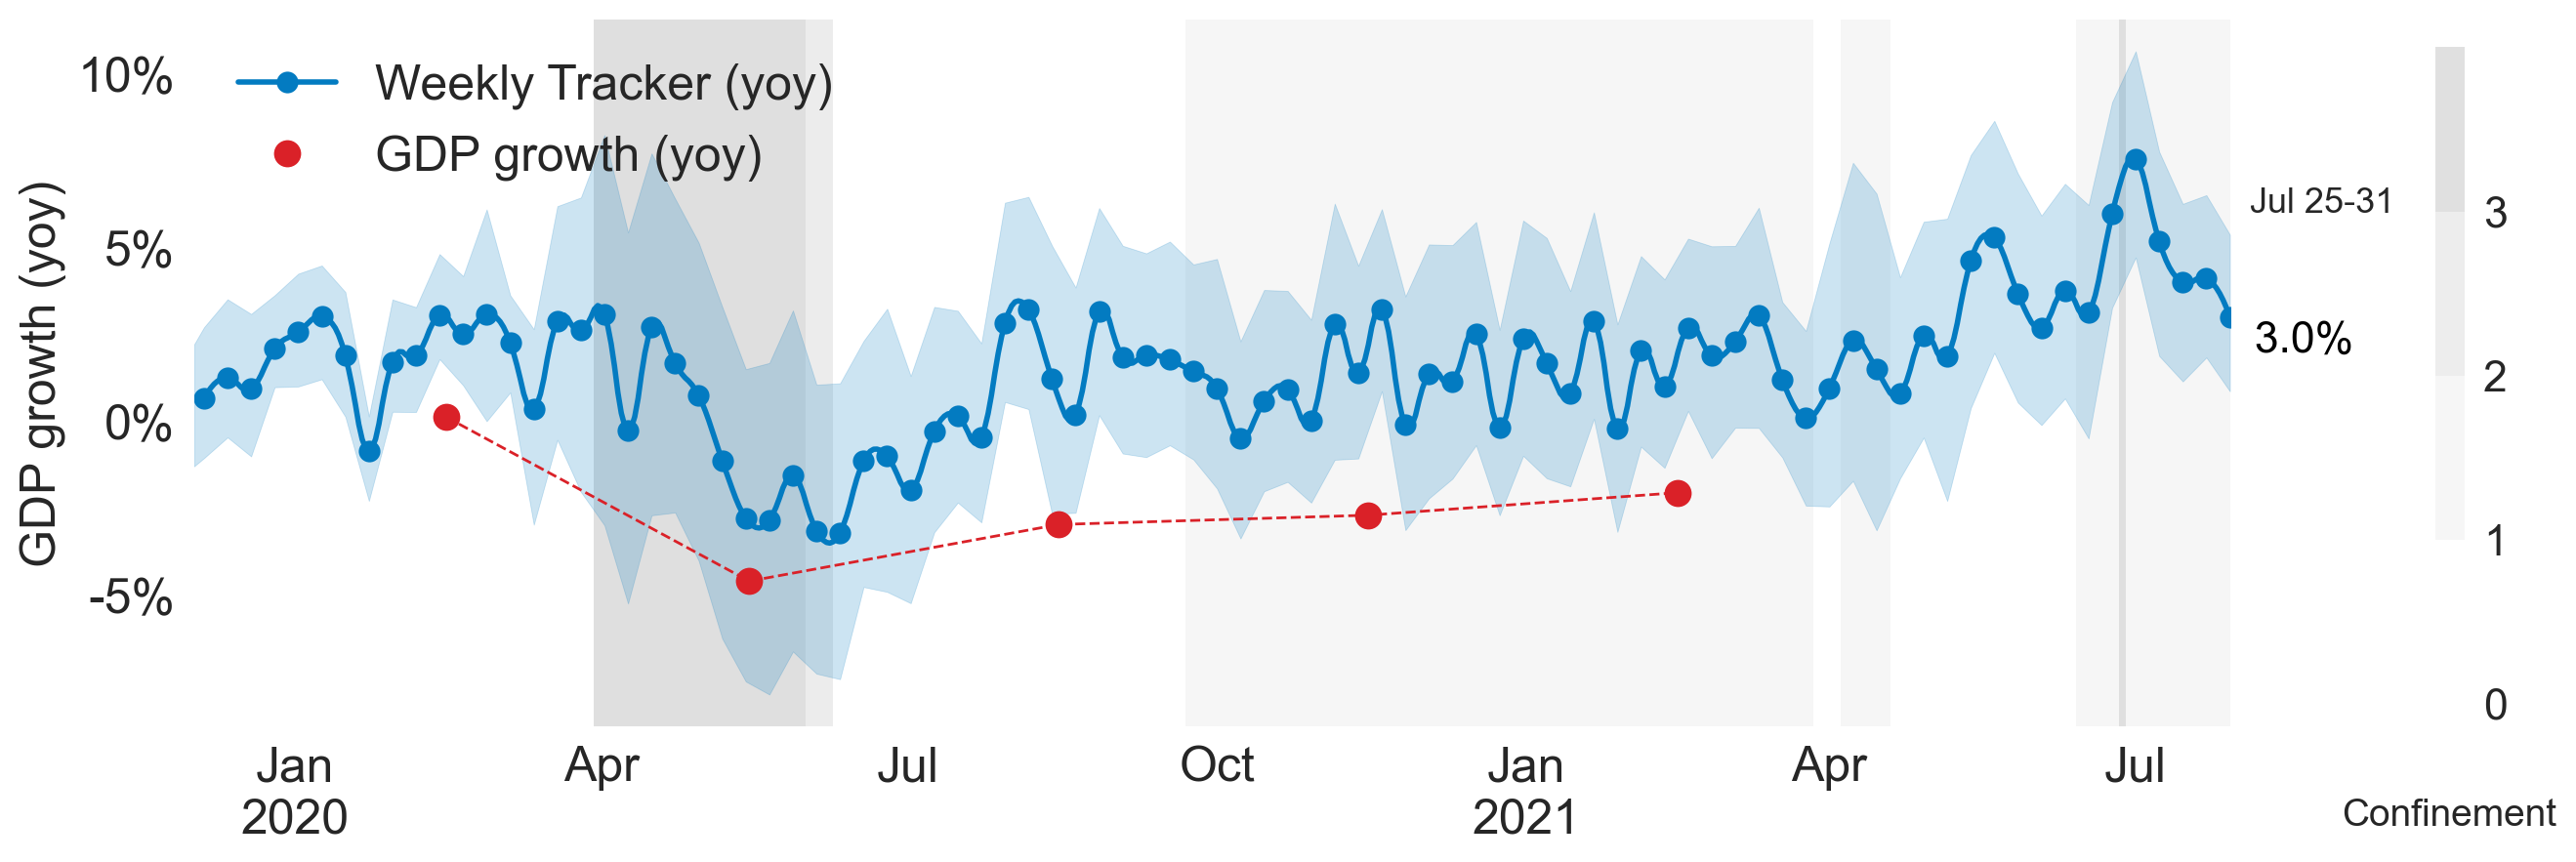 Weekly Tracker (yoy)
GDP growth (yoy)
GDP growth (yoy)
10%
5%
0%
-5%
Jan
2020
Apr
Jul
Oct
Jan
2021
Apr
Jul
Jul 25-31
3.0%
3
2
1
0
Confinement